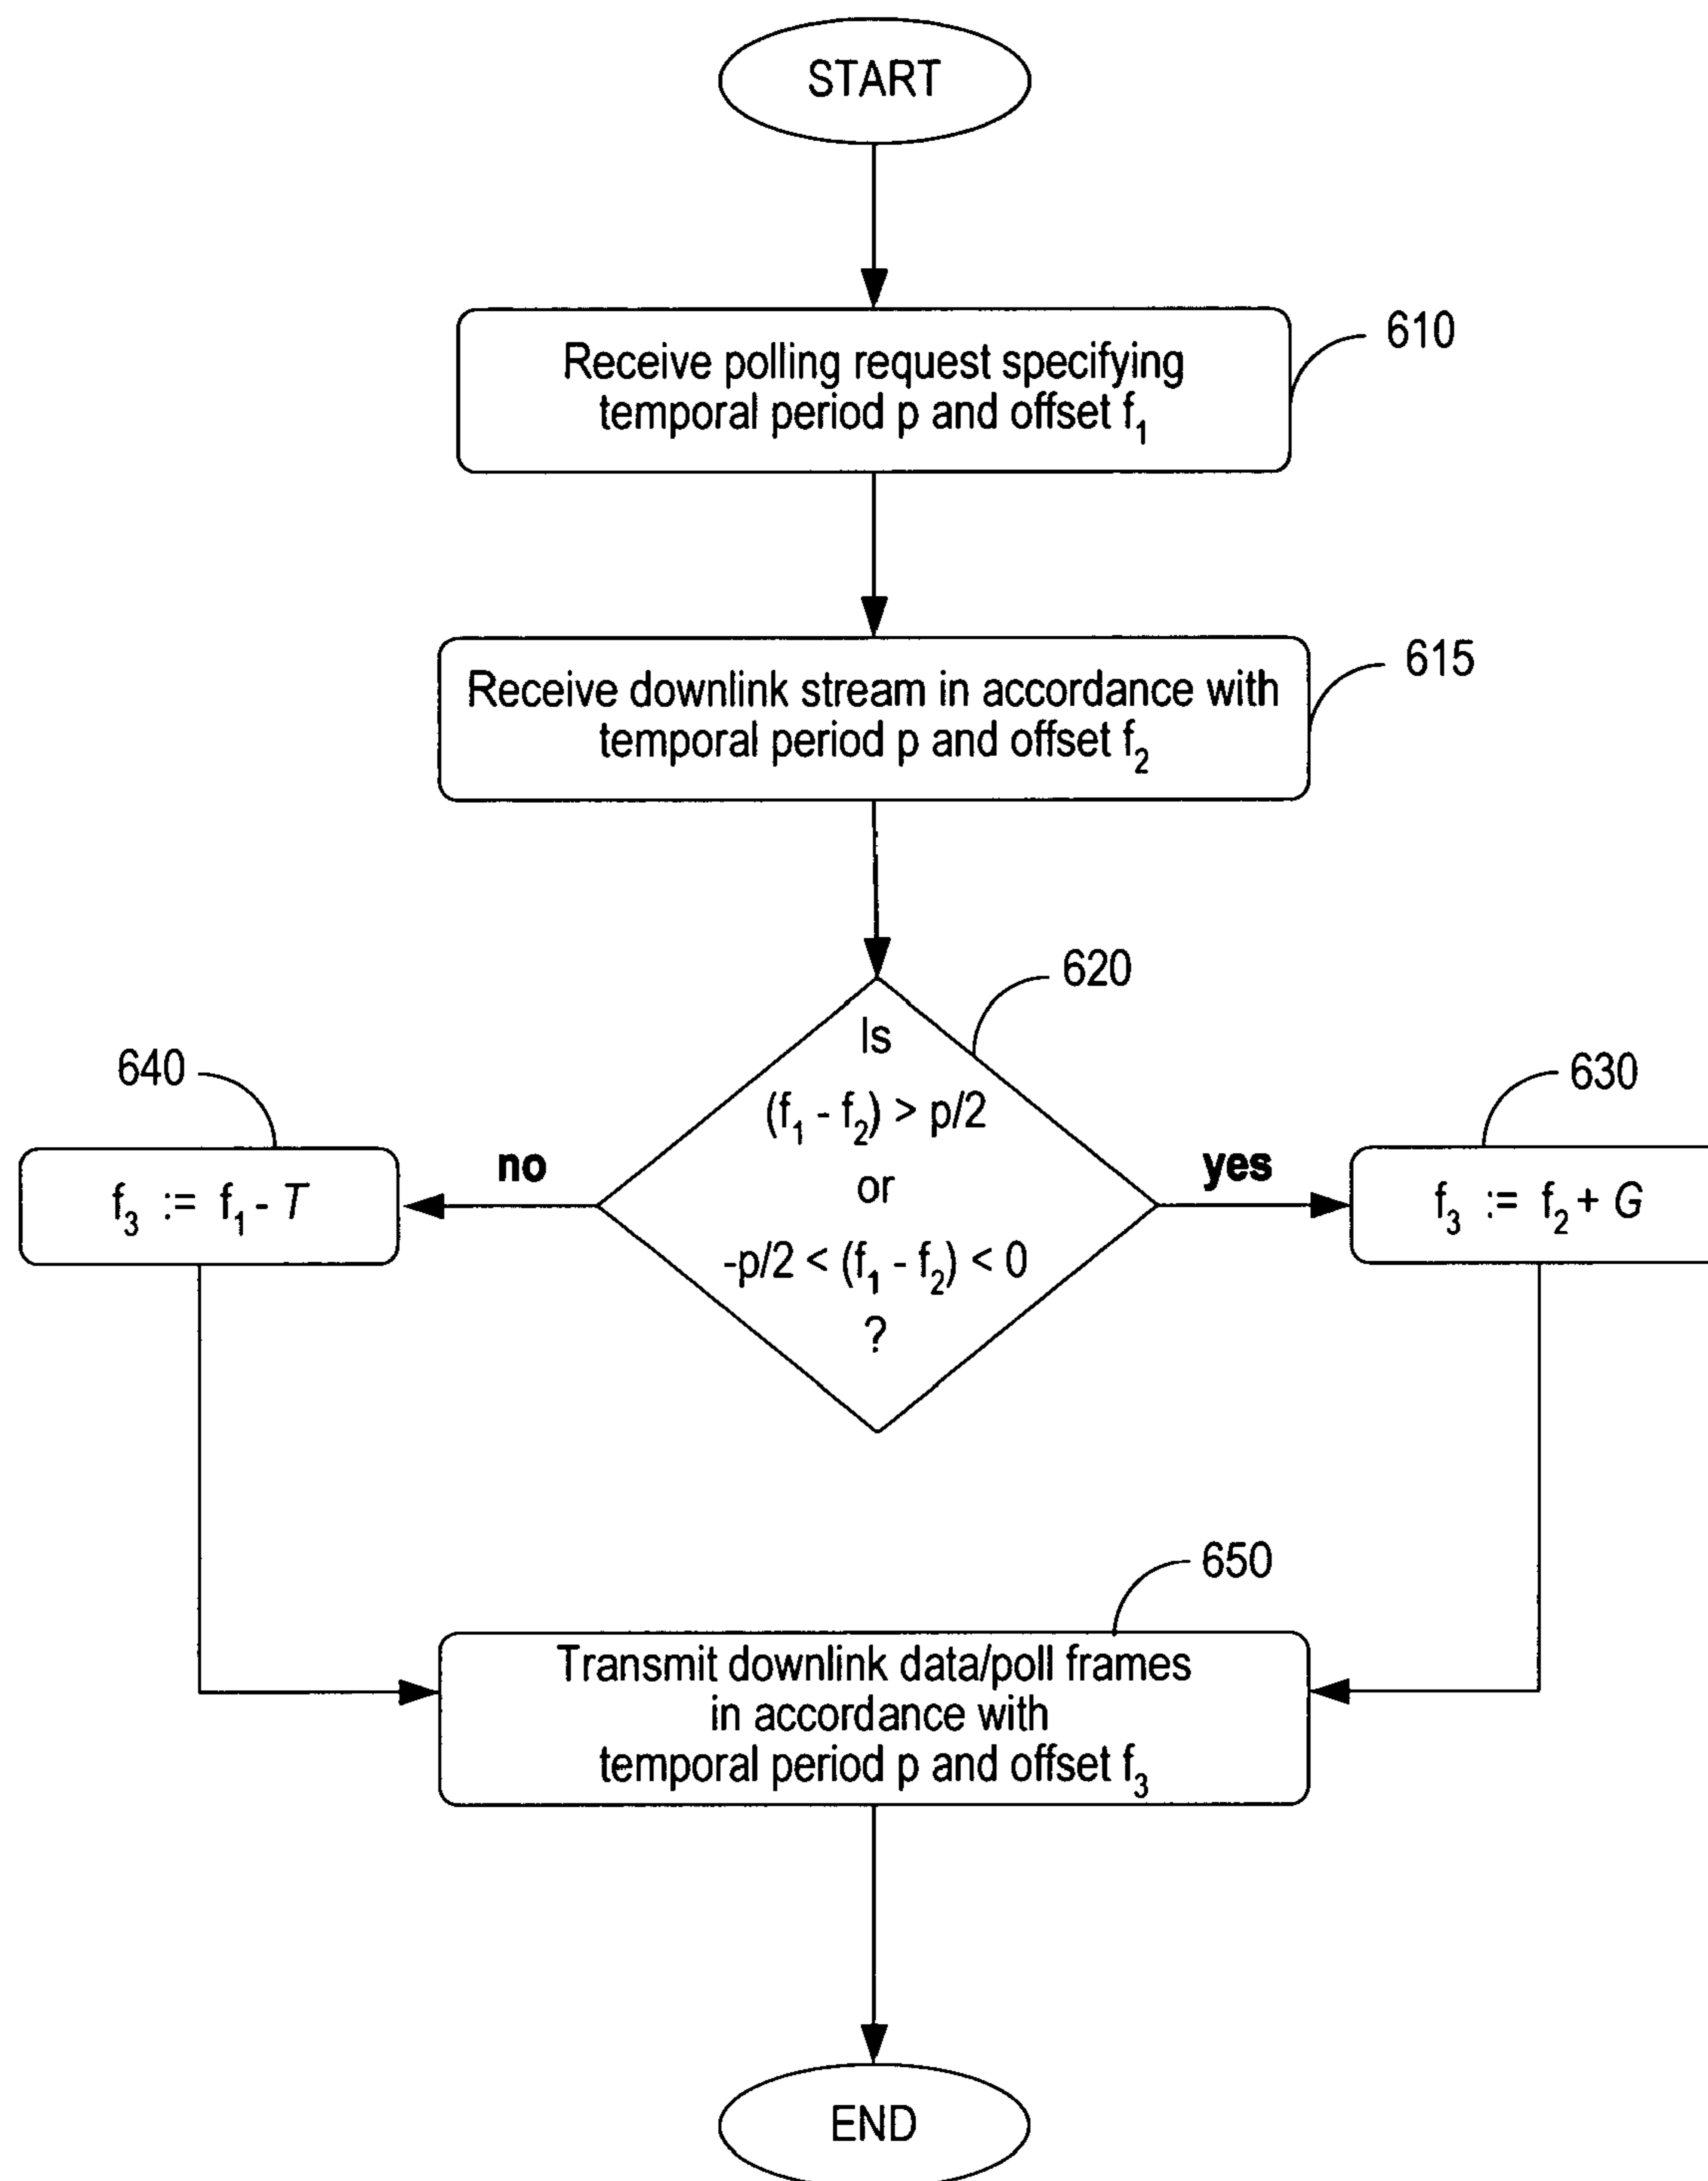 START
Receive polling request specifying
temporal period p and offset f₁
610
Receive downlink stream in accordance with
temporal period p and offset f₂
615
620
Is
(f₁ - f₂) > p/2
or
-p/2 < (f₁ - f₂) < 0
?
640
no
f₃ := f₁ - T
630
yes
f₃ := f₂ + G
650
Transmit downlink data/poll frames
in accordance with
temporal period p and offset f₃
END